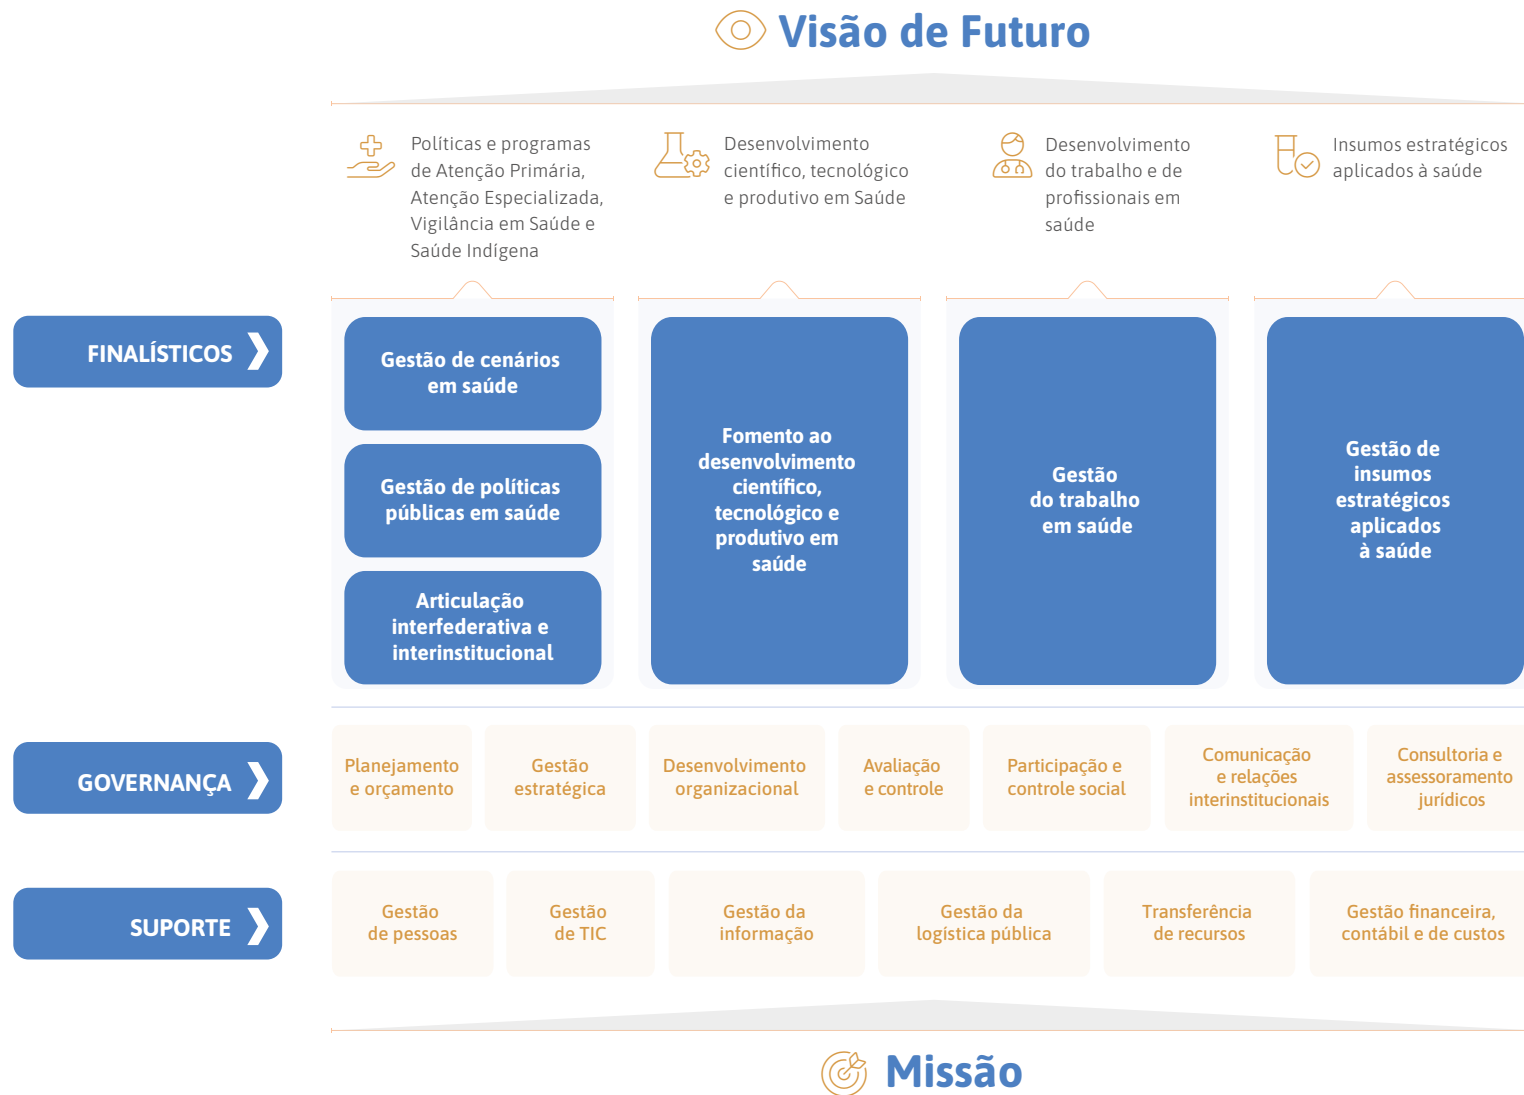 Visão de Futuro
Políticas e programas
de Atenção Primária,
Atenção Especializada,
Vigilância em Saúde e
Saúde Indígena
Desenvolvimento
científico, tecnológico
e produtivo em Saúde
Desenvolvimento
do trabalho e de
profissionais em
saúde
Insumos estratégicos
aplicados à saúde
FINALÍSTICOS
Gestão de cenários
em saúde
Gestão de políticas
públicas em saúde
Articulação
interfederativa e
interinstitucional
Fomento ao
desenvolvimento
científico,
tecnológico e
produtivo em
saúde
Gestão
do trabalho
em saúde
Gestão de
insumos
estratégicos
aplicados
à saúde
GOVERNANÇA
Planejamento
e orçamento
Gestão
estratégica
Desenvolvimento
organizacional
Avaliação
e controle
Participação e
controle social
Comunicação
e relações
interinstitucionais
Consultoria e
assessoramento
jurídicos
SUPORTE
Gestão
de pessoas
Gestão
de TIC
Gestão da
informação
Gestão da
logística pública
Transferência
de recursos
Gestão financeira,
contábil e de custos
Missão